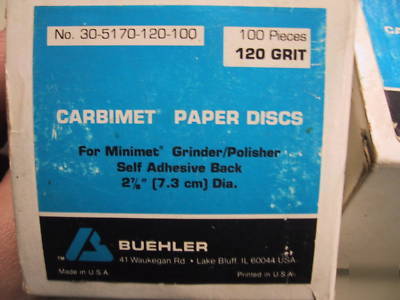 No. 30-5170-120-100
100 Pieces
120 GRIT
CARBIMET® PAPER DISCS
For Minimet® Grinder/Polisher
Self Adhesive Back
2⅞" (7.3 cm) Dia.
BUEHLER
41 Waukegan Rd • Lake Bluff, IL 60044 USA
™ Made in U.S.A.
Printed in U.S.A.
CA